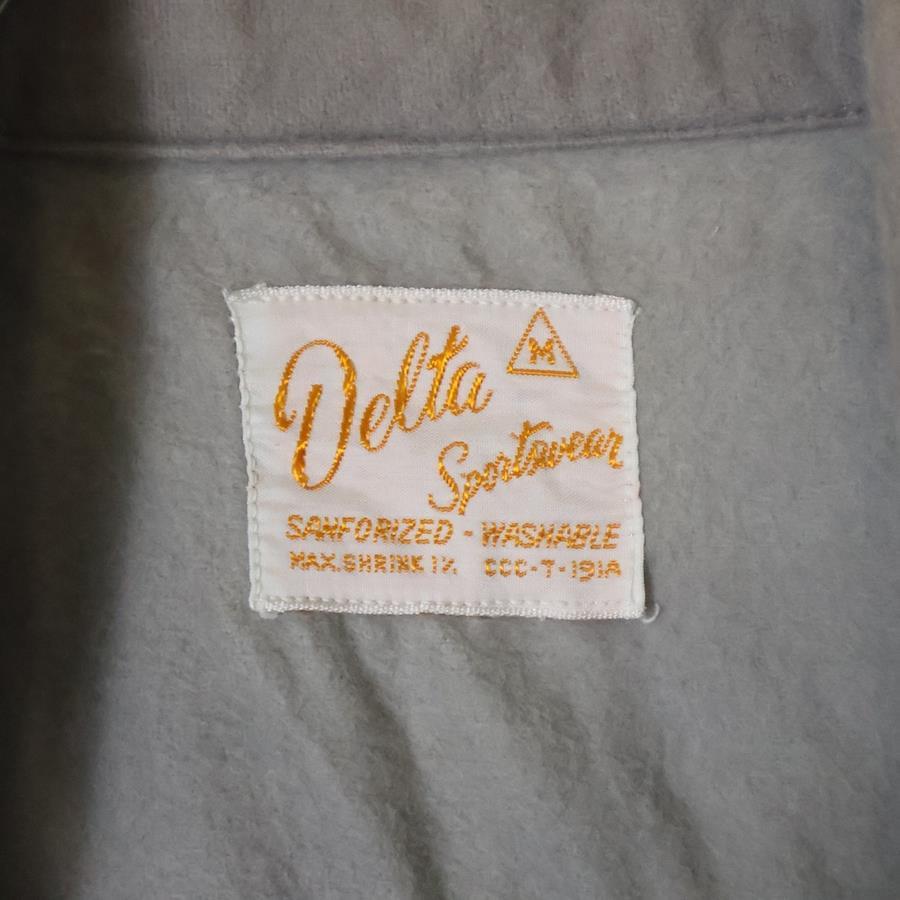 M
Delta
Sportswear
SANFORIZED - WASHABLE
MAX. SHRINK 1% CCC-T-191A